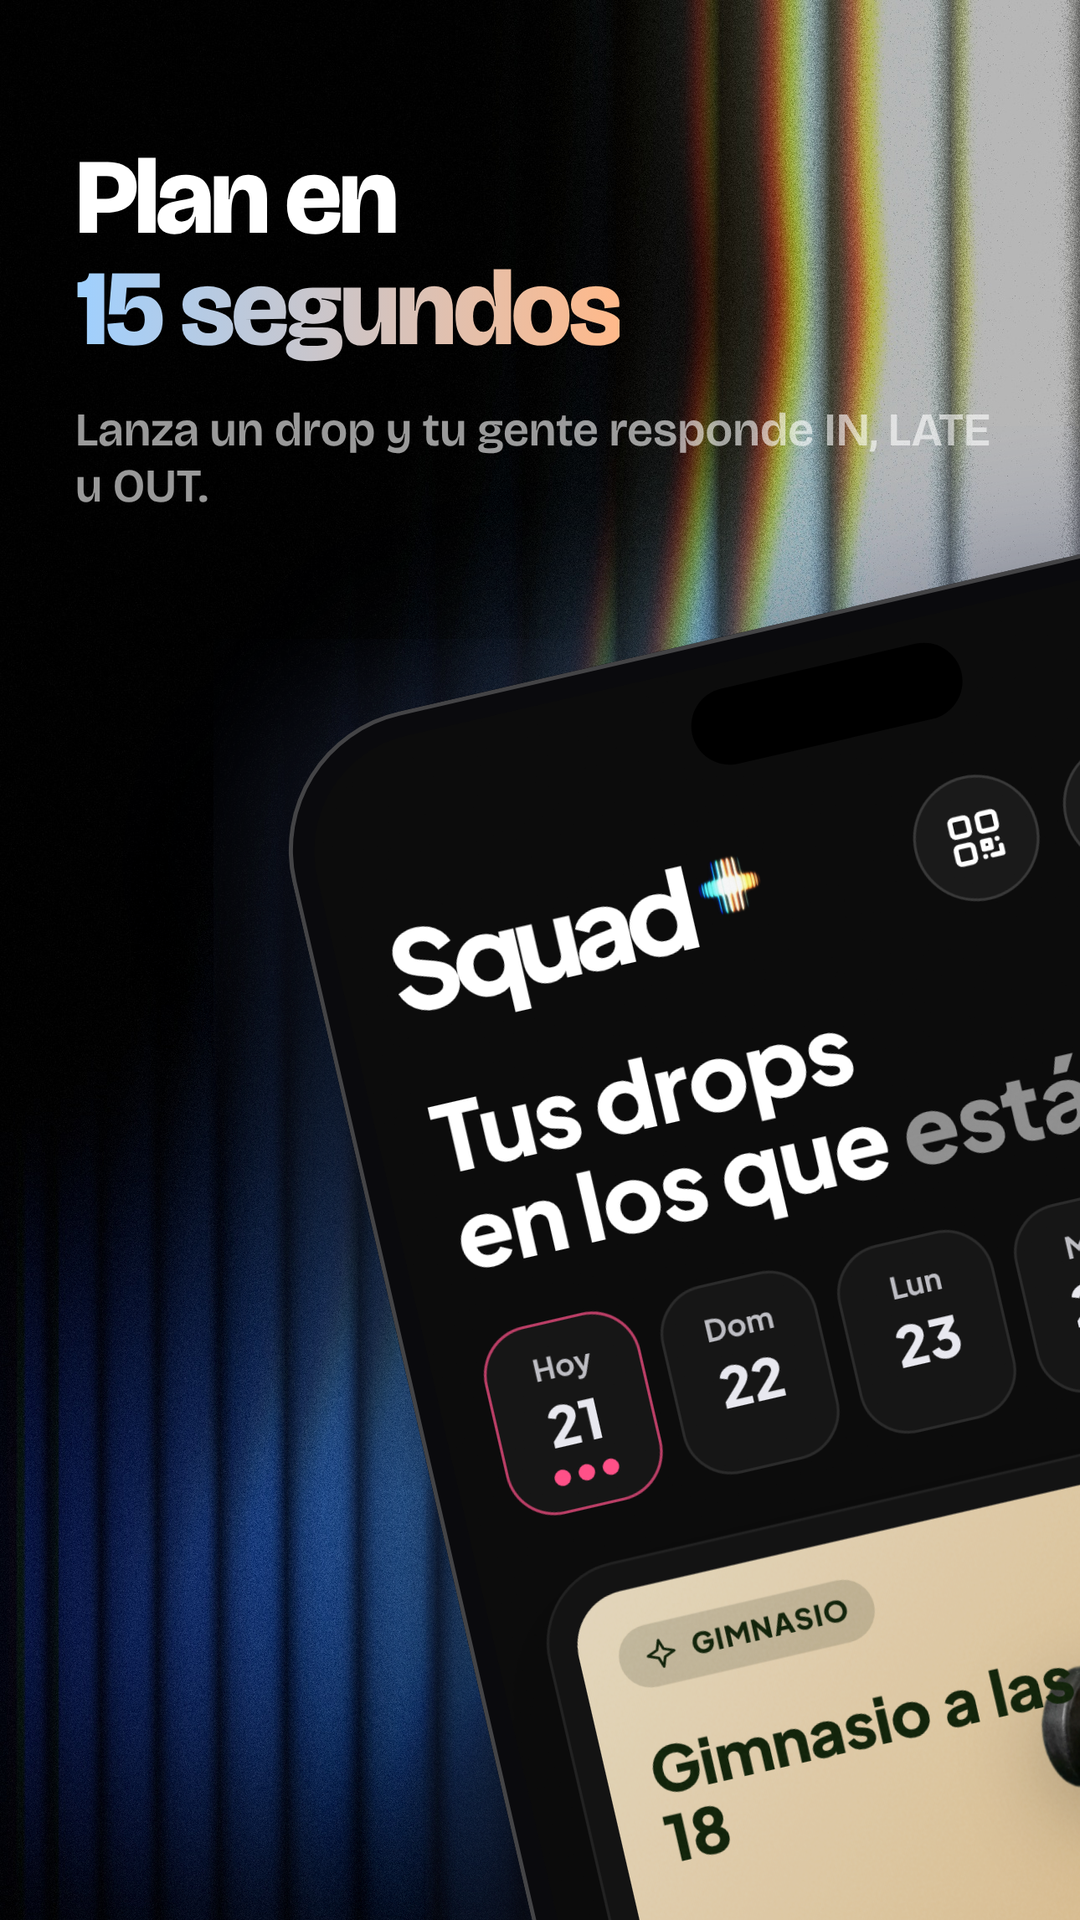 Plan en
15 segundos
Lanza un drop y tu gente responde IN, LATE
u OUT.
Squad
Tus drops
en los que está
Hoy
21
Dom
22
Lun
23
GIMNASIO
Gimnasio a las
18